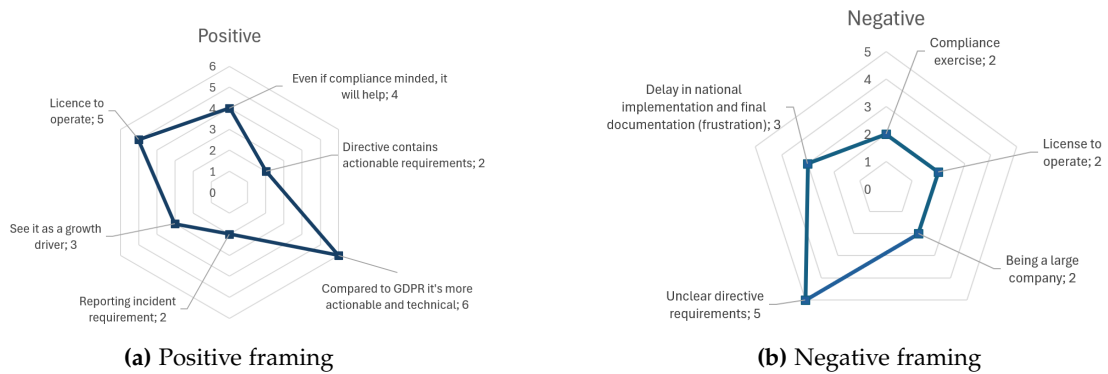 Positive
6
5
4
3
2
1
0
Even if compliance minded, it
will help; 4
Directive contains
actionable requirements; 2
Compared to GDPR it's more
actionable and technical; 6
Reporting incident
requirement; 2
See it as a growth
driver; 3
Licence to
operate; 5
(a) Positive framing
Negative
5
4
3
2
1
0
Compliance
exercise; 2
License to
operate; 2
Being a large
company; 2
Unclear directive
requirements; 5
Delay in national
implementation and final
documentation (frustration); 3
(b) Negative framing